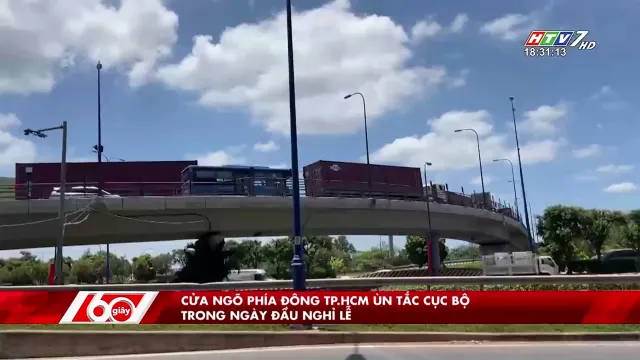 HTV7 HD
18:31:13
60 giây
CỬA NGÕ PHÍA ĐÔNG TP.HCM ÙN TẮC CỤC BỘ
TRONG NGÀY ĐẦU NGHỈ LỄ